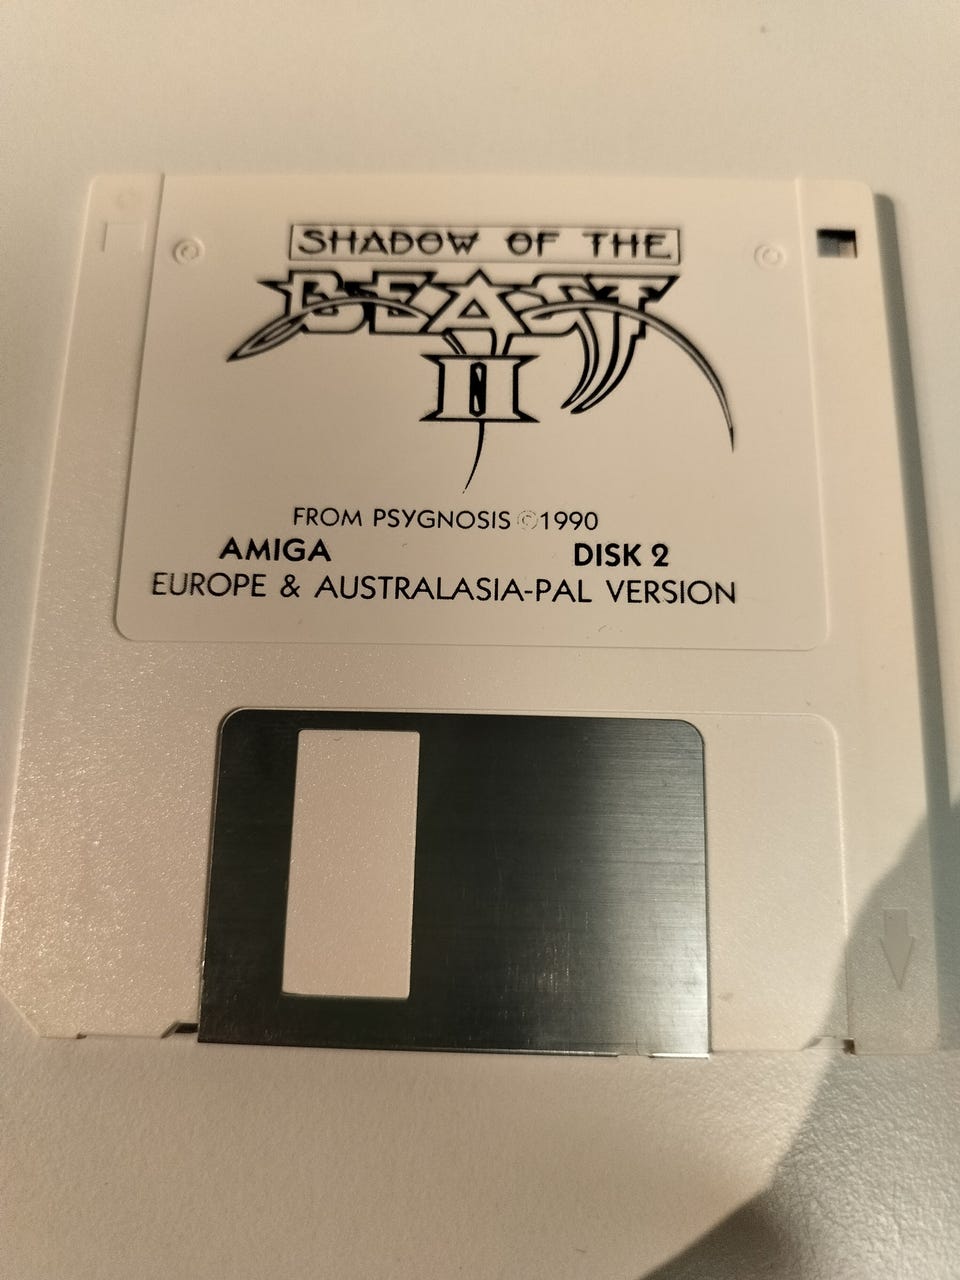 SHADOW OF THE
BEAST
II
FROM PSYGNOSIS ©1990
AMIGA DISK 2
EUROPE & AUSTRALASIA-PAL VERSION